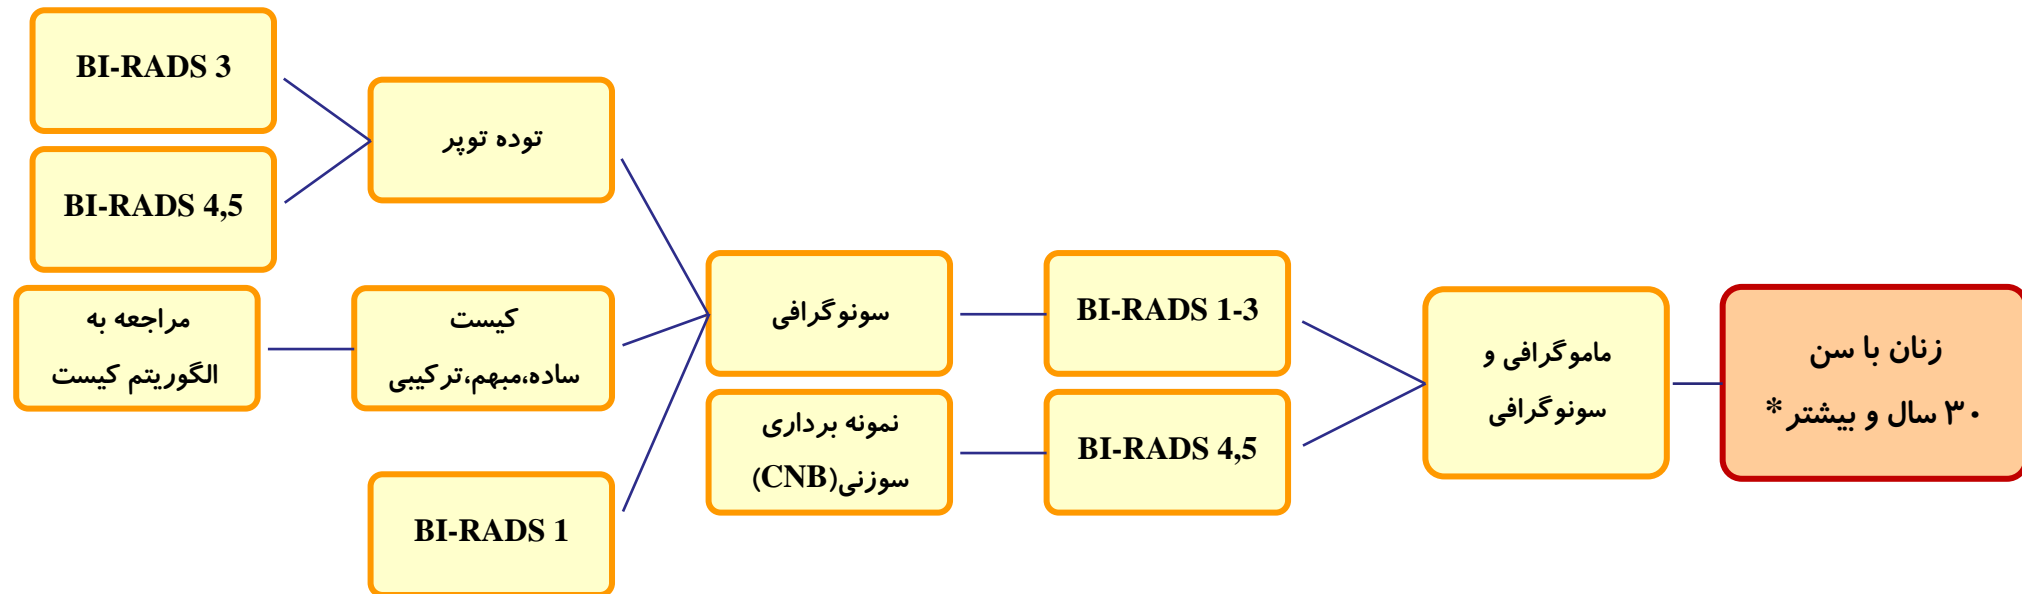 زنان با سن
۳۰ سال و بیشتر*
ماموگرافی و
سونوگرافی
BI-RADS 1-3
BI-RADS 4,5
سونوگرافی
نمونه برداری
سوزنی(CNB)
توده توپر
کیست
ساده،مبهم،ترکیبی
BI-RADS 1
BI-RADS 3
BI-RADS 4,5
مراجعه به
الگوریتم کیست